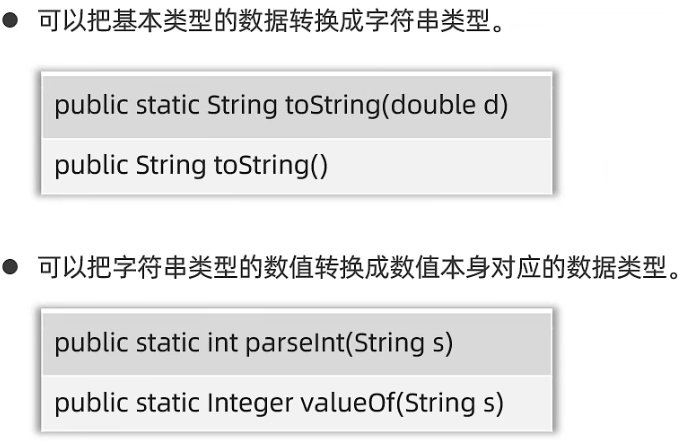 ● 可以把基本类型的数据转换成字符串类型。
public static String toString(double d)
public String toString()
● 可以把字符串类型的数值转换成数值本身对应的数据类型。
public static int parseInt(String s)
public static Integer valueOf(String s)